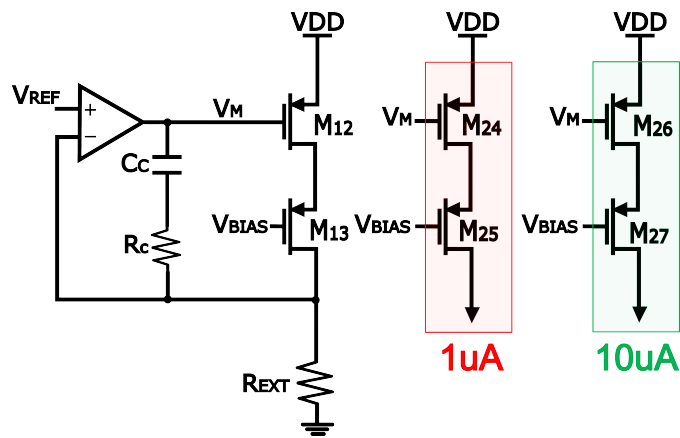 VDD
VDD
VDD
VREF
+
−
VM
M12
VM
M24
VM
M26
CC
VBIAS
M13
VBIAS
M25
VBIAS
M27
RC
REXT
1uA
10uA